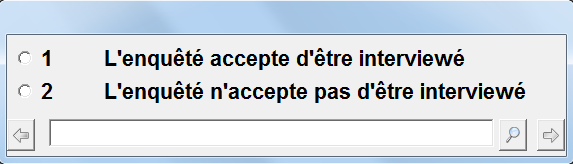 1 L'enquêté accepte d'être interviewé
2 L'enquêté n'accepte pas d'être interviewé